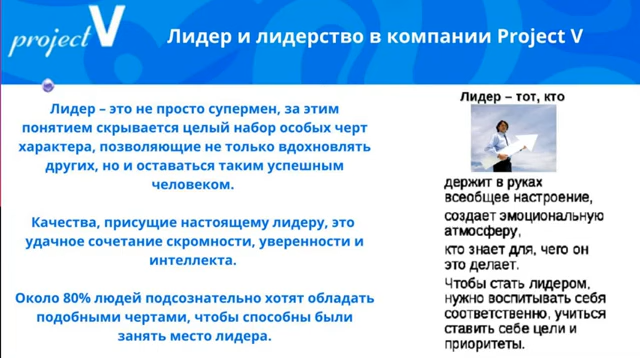 project V
Лидер и лидерство в компании Project V
Лидер – это не просто супермен, за этим
понятием скрывается целый набор особых черт
характера, позволяющие не только вдохновлять
других, но и оставаться таким успешным
человеком.
Качества, присущие настоящему лидеру, это
удачное сочетание скромности, уверенности и
интеллекта.
Около 80% людей подсознательно хотят обладать
подобными чертами, чтобы способны были
занять место лидера.
Лидер – тот, кто
держит в руках
всеобщее настроение,
создает эмоциональную
атмосферу,
кто знает для, чего он
это делает.
Чтобы стать лидером,
нужно воспитывать себя
соответственно, учиться
ставить себе цели и
приоритеты.